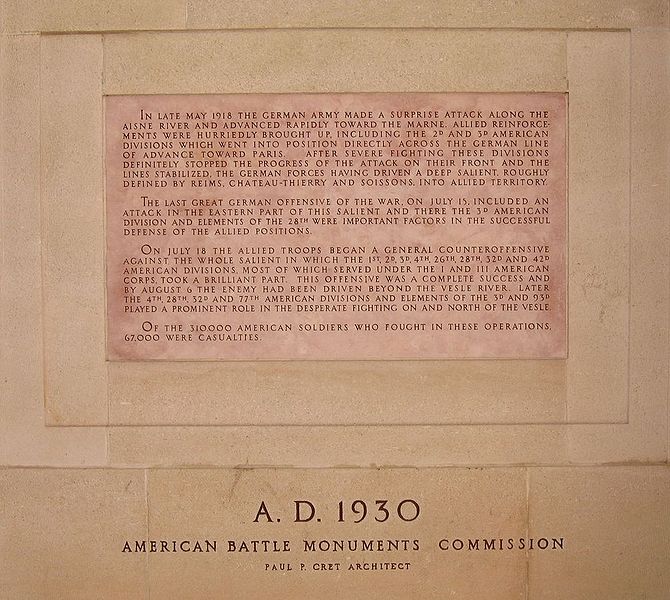 IN LATE MAY 1918 THE GERMAN ARMY MADE A SURPRISE ATTACK ALONG THE
AISNE RIVER AND ADVANCED RAPIDLY TOWARD THE MARNE. ALLIED REINFORCE-
MENTS WERE HURRIEDLY BROUGHT UP, INCLUDING THE 2D AND 3D AMERICAN
DIVISIONS WHICH WENT INTO POSITION DIRECTLY ACROSS THE GERMAN LINE
OF ADVANCE TOWARD PARIS. AFTER SEVERE FIGHTING THESE DIVISIONS
DEFINITELY STOPPED THE PROGRESS OF THE ATTACK ON THEIR FRONT AND THE
LINES STABILIZED, THE GERMAN FORCES HAVING DRIVEN A DEEP SALIENT, ROUGHLY
DEFINED BY REIMS, CHATEAU-THIERRY AND SOISSONS, INTO ALLIED TERRITORY.
THE LAST GREAT GERMAN OFFENSIVE OF THE WAR, ON JULY 15, INCLUDED AN
ATTACK IN THE EASTERN PART OF THIS SALIENT AND THERE THE 3D AMERICAN
DIVISION AND ELEMENTS OF THE 28TH WERE IMPORTANT FACTORS IN THE SUCCESSFUL
DEFENSE OF THE ALLIED POSITIONS.
ON JULY 18 THE ALLIED TROOPS BEGAN A GENERAL COUNTEROFFENSIVE
AGAINST THE WHOLE SALIENT IN WHICH THE 1ST, 2D, 3D, 4TH, 26TH, 28TH, 32D AND 42D
AMERICAN DIVISIONS, MOST OF WHICH SERVED UNDER THE I AND III AMERICAN
CORPS, TOOK A BRILLIANT PART. THIS OFFENSIVE WAS A COMPLETE SUCCESS AND
BY AUGUST 6 THE ENEMY HAD BEEN DRIVEN BEYOND THE VESLE RIVER. LATER
THE 4TH, 28TH, 32D AND 77TH AMERICAN DIVISIONS AND ELEMENTS OF THE 3D AND 93D
PLAYED A PROMINENT ROLE IN THE DESPERATE FIGHTING ON AND NORTH OF THE VESLE.
OF THE 310,000 AMERICAN SOLDIERS WHO FOUGHT IN THESE OPERATIONS,
67,000 WERE CASUALTIES.
A. D. 1930
AMERICAN BATTLE MONUMENTS COMMISSION
PAUL P. CRET ARCHITECT